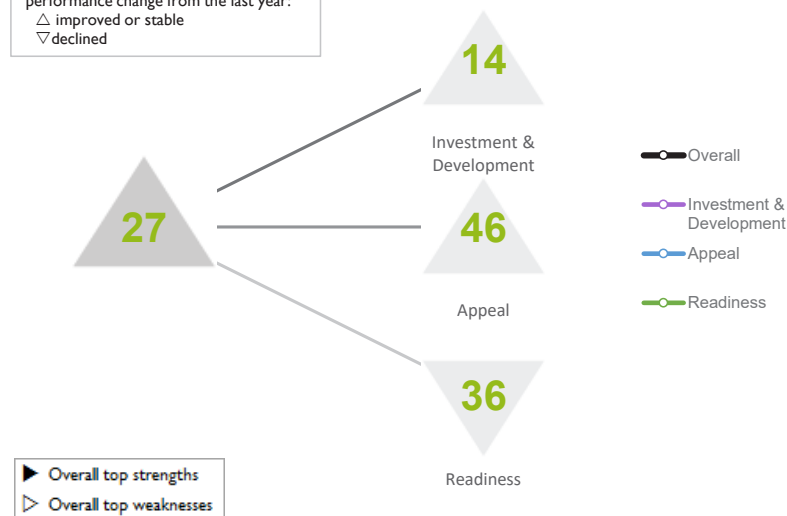 performance change from the last year:
△ improved or stable
▽ declined
14
Investment &
Development
27
46
Appeal
36
Readiness
Overall
Investment &
Development
Appeal
Readiness
▶ Overall top strengths
▷ Overall top weaknesses